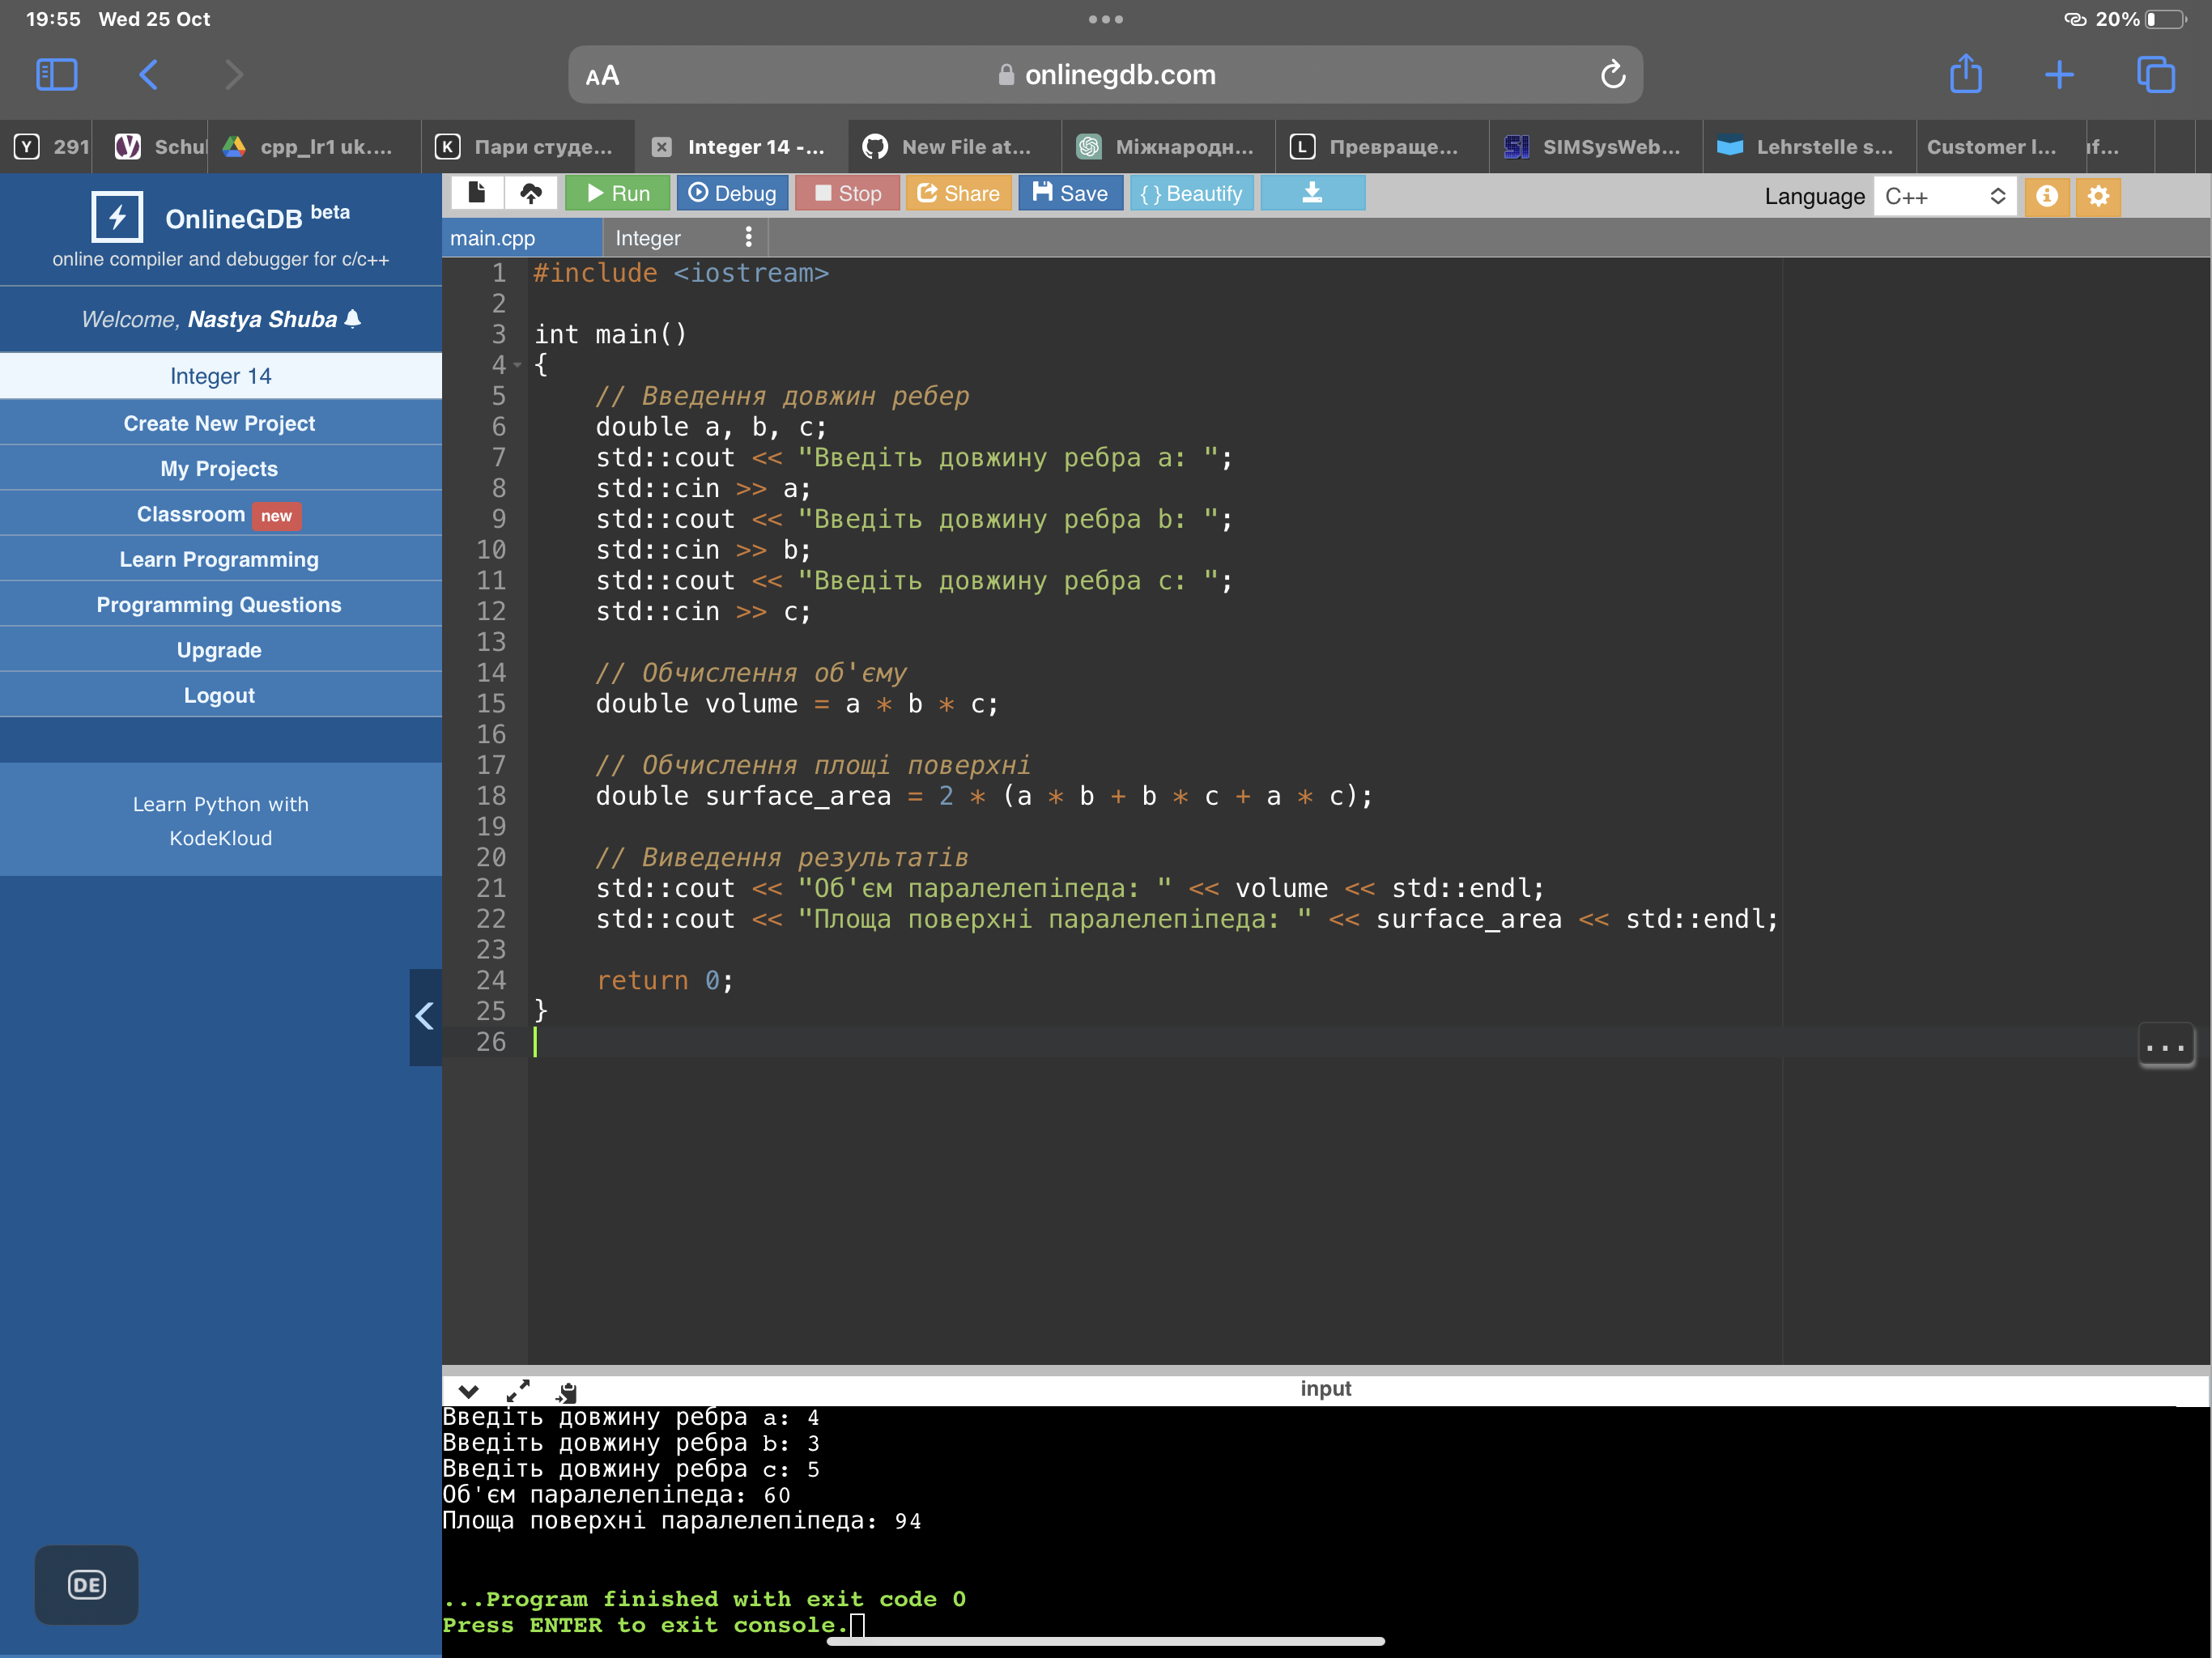 19:55 Wed 25 Oct
20%
AA onlinegdb.com
Y 291
Schul
cpp_lr1 uk....
K Пари студе...
Integer 14 -...
New File at...
Міжнародн...
L Превраще...
SIMSysWeb...
Lehrstelle s...
Customer I...
OnlineGDB beta
online compiler and debugger for c/c++
Welcome, Nastya Shuba
Integer 14
Create New Project
My Projects
Classroom new
Learn Programming
Programming Questions
Upgrade
Logout
Learn Python with
KodeKloud
DE
Run Debug Stop Share Save { } Beautify
Language C++
main.cpp Integer
1 #include <iostream>
2
3 int main()
4 {
5 // Введення довжин ребер
6 double a, b, c;
7 std::cout << "Введіть довжину ребра a: ";
8 std::cin >> a;
9 std::cout << "Введіть довжину ребра b: ";
10 std::cin >> b;
11 std::cout << "Введіть довжину ребра c: ";
12 std::cin >> c;
13
14 // Обчислення об'єму
15 double volume = a * b * c;
16
17 // Обчислення площі поверхні
18 double surface_area = 2 * (a * b + b * c + a * c);
19
20 // Виведення результатів
21 std::cout << "Об'єм паралелепіпеда: " << volume << std::endl;
22 std::cout << "Площа поверхні паралелепіпеда: " << surface_area << std::endl;
23
24 return 0;
25 }
26
...
input
Введіть довжину ребра a: 4
Введіть довжину ребра b: 3
Введіть довжину ребра c: 5
Об'єм паралелепіпеда: 60
Площа поверхні паралелепіпеда: 94
...Program finished with exit code 0
Press ENTER to exit console.